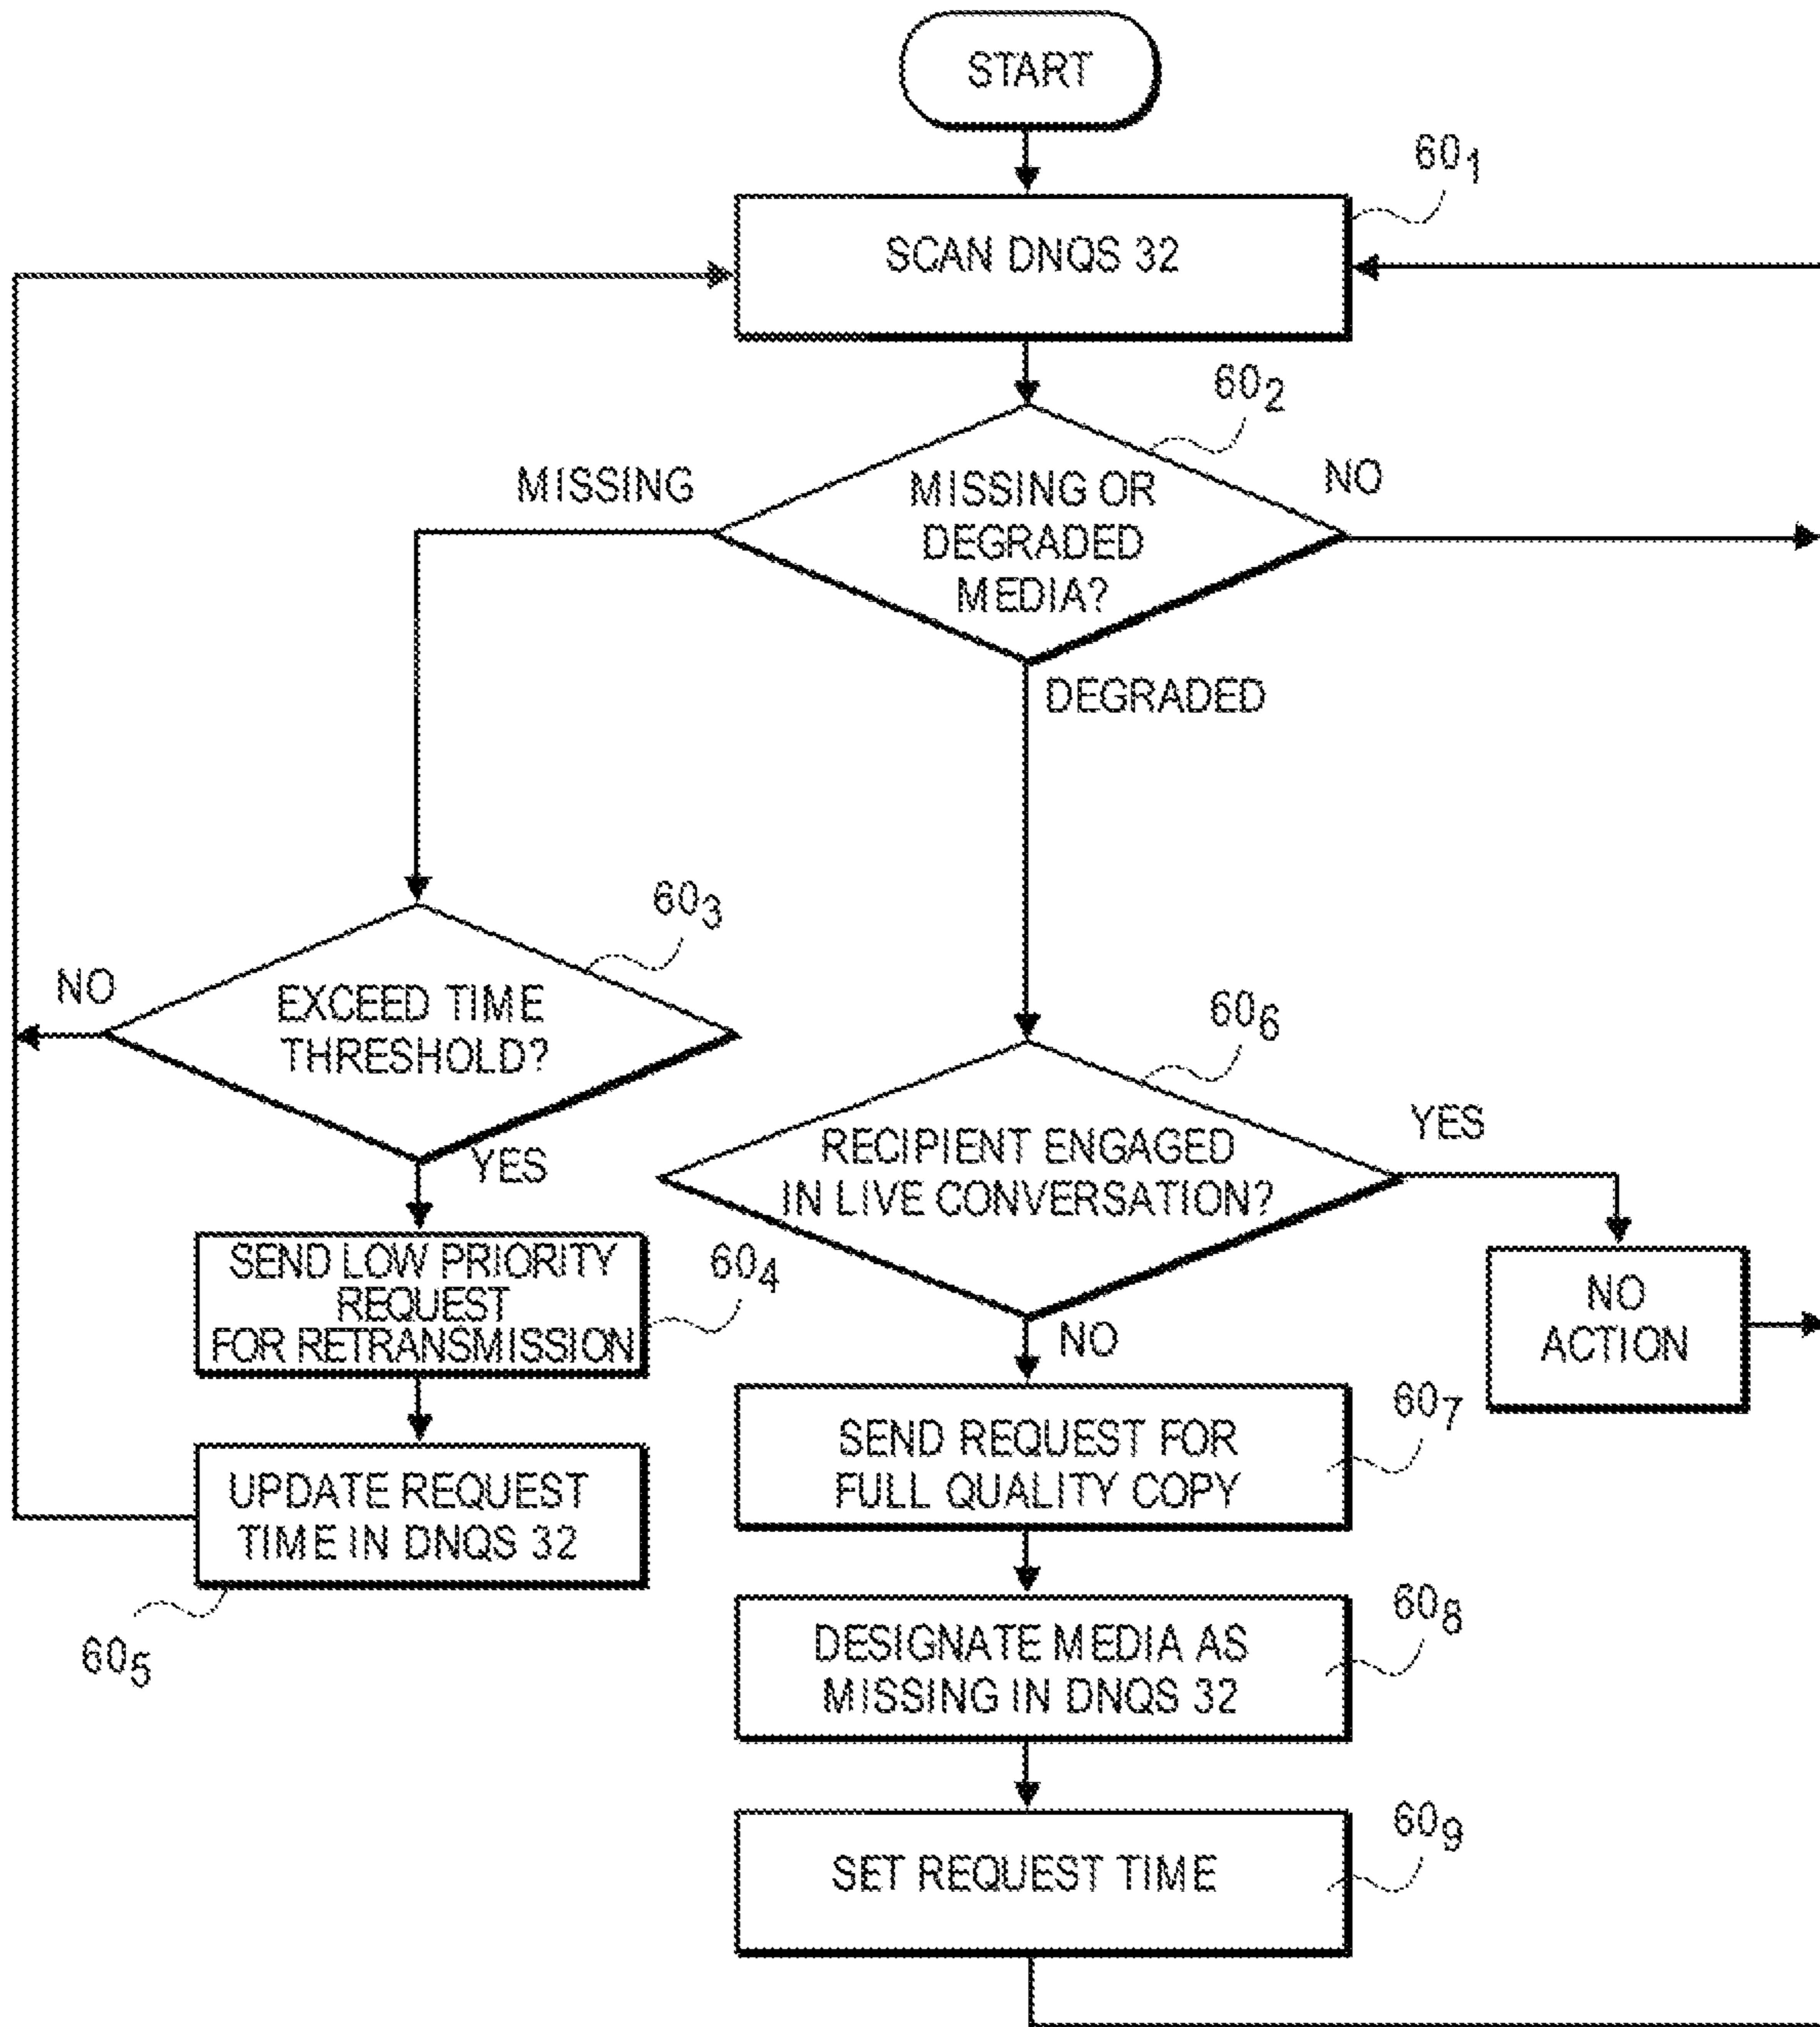 START
60₁
SCAN DNQS 32
60₂
MISSING
MISSING OR
DEGRADED
MEDIA?
NO
DEGRADED
60₃
NO
EXCEED TIME
THRESHOLD?
YES
60₆
RECIPIENT ENGAGED
IN LIVE CONVERSATION?
YES
SEND LOW PRIORITY
REQUEST
FOR RETRANSMISSION
60₄
NO
NO
ACTION
UPDATE REQUEST
TIME IN DNQS 32
60₅
SEND REQUEST FOR
FULL QUALITY COPY
60₇
DESIGNATE MEDIA AS
MISSING IN DNQS 32
60₈
SET REQUEST TIME
60₉